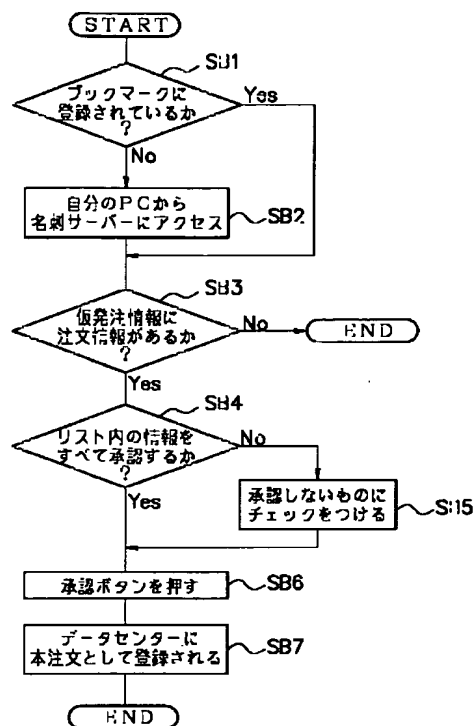 START
SB1
ブックマークに
登録されているか
?
Yes
No
自分のPCから
名刺サーバーにアクセス
SB2
SB3
仮発注情報に
注文情報があるか
?
No
END
Yes
SB4
リスト内の情報を
すべて承認するか
?
No
Yes
承認しないものに
チェックをつける
SB5
承認ボタンを押す
SB6
データセンターに
本注文として登録される
SB7
END